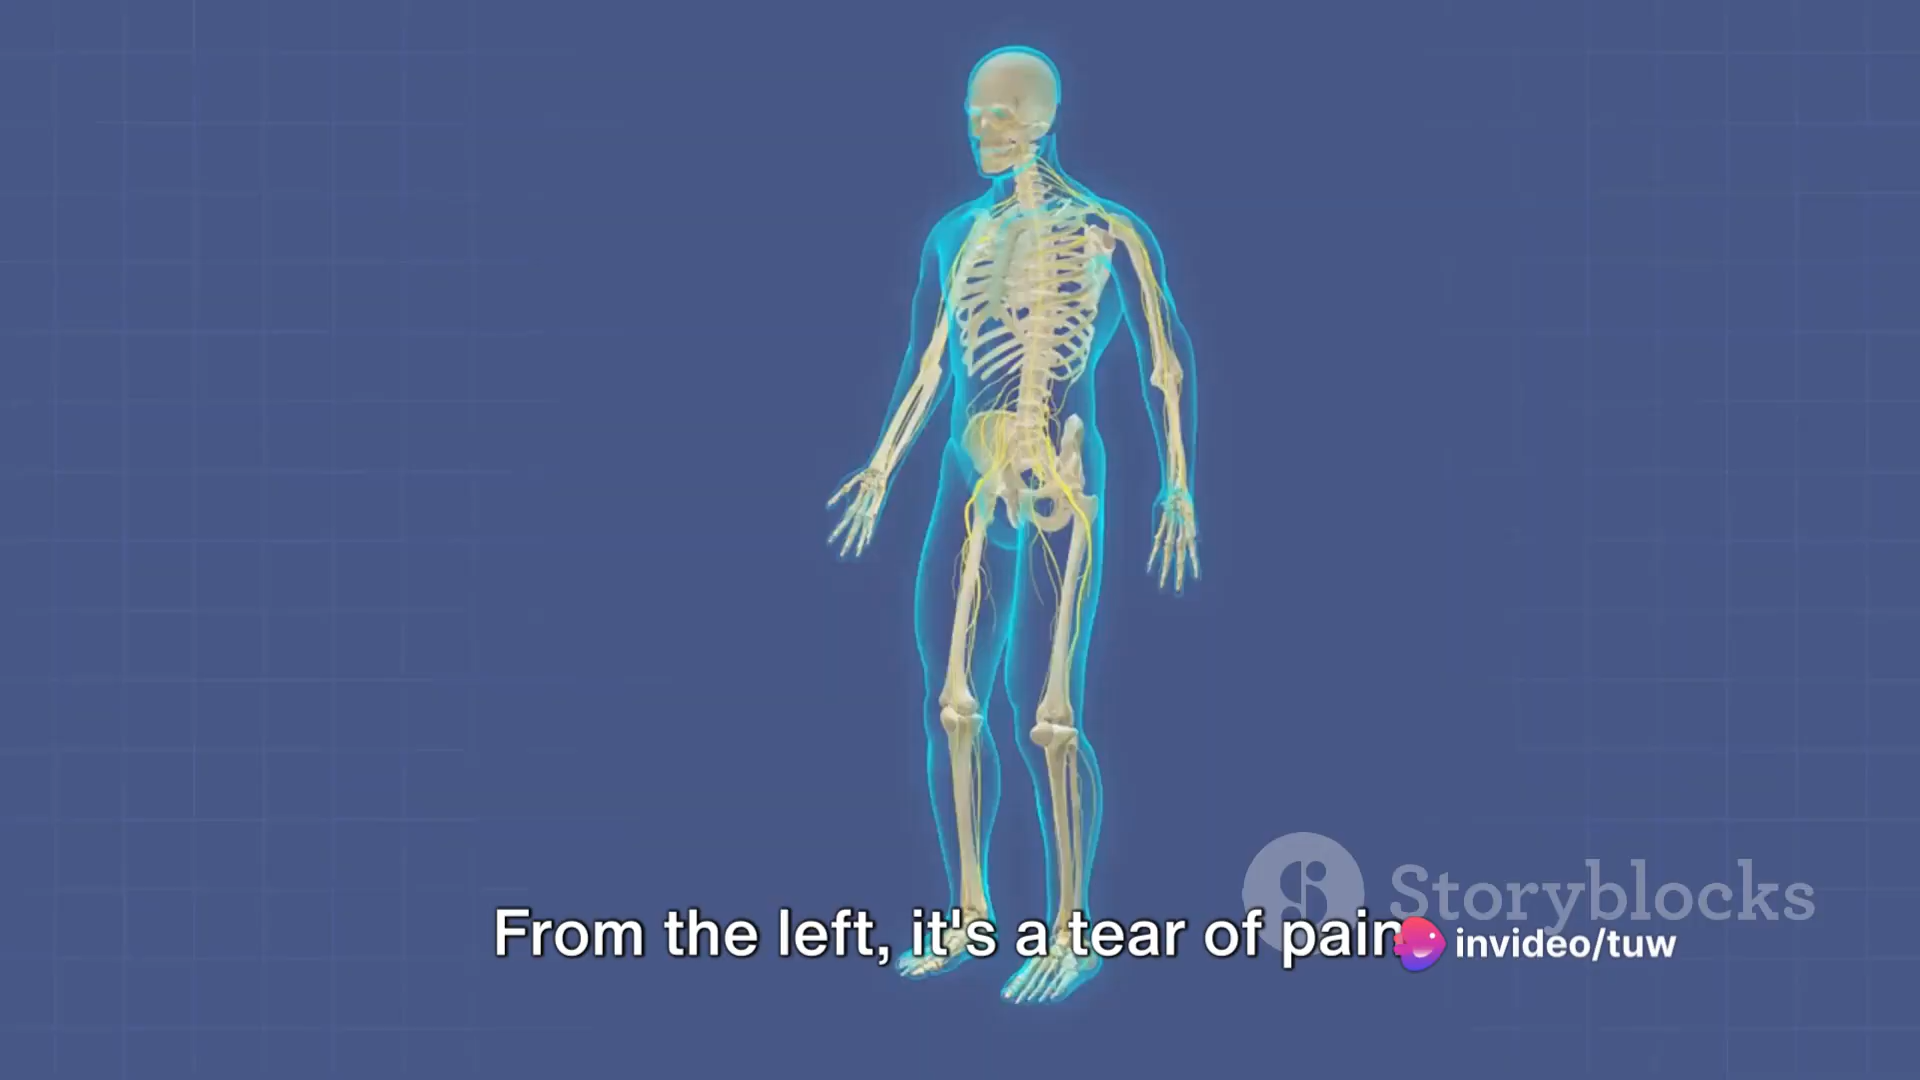 Storyblocks
From the left, it's a tear of pain
invideo/tuw